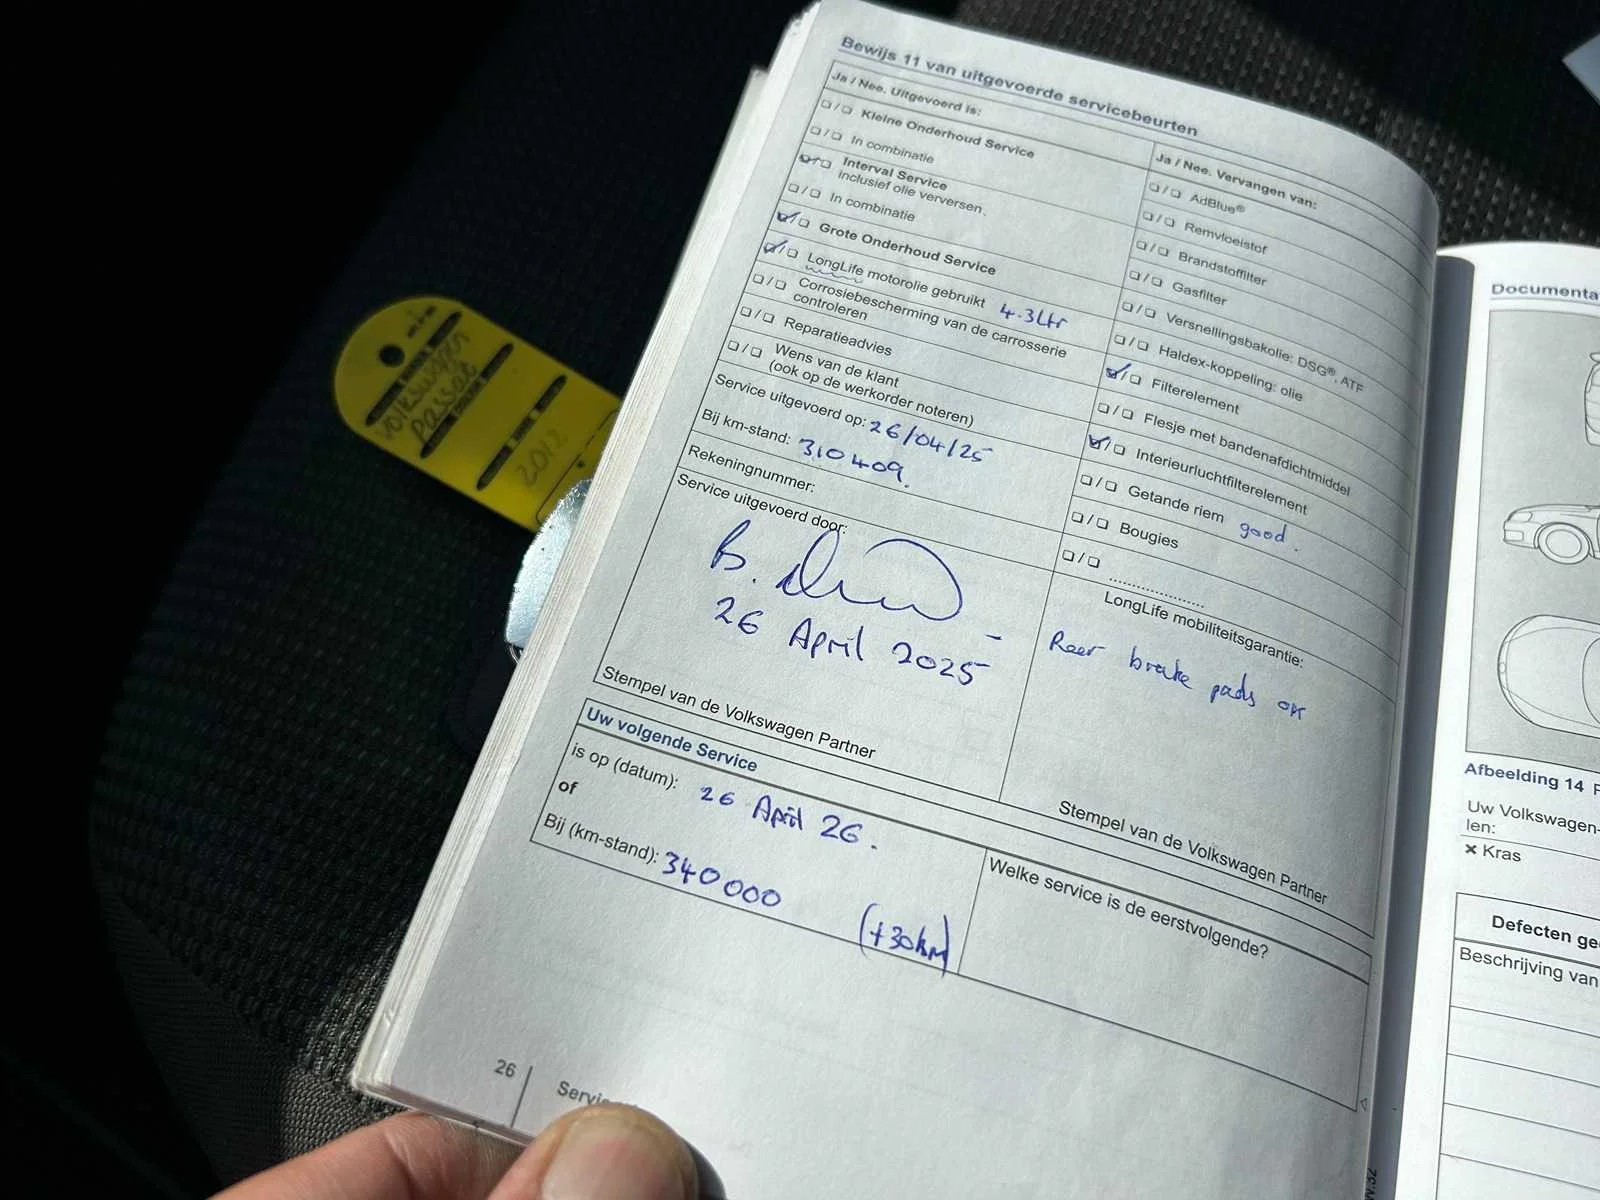 Bewijs 11 van uitgevoerde servicebeurten
Ja / Nee. Uitgevoerd is:
❏ / ❏ Kleine Onderhoud Service
❏ / ❏ In combinatie
❏ / ❏ Interval Service
Inclusief olie verversen.
❏ / ❏ In combinatie
❏ / ❏ Grote Onderhoud Service
❏ / ❏ LongLife motorolie gebruikt 4.3Ltr
❏ / ❏ Corrosiebescherming van de carrosserie
controleren
❏ / ❏ Reparatieadvies
❏ / ❏ Wens van de klant
(ook op de werkorder noteren)
Service uitgevoerd op: 26/04/25
Bij km-stand: 310409.
Rekeningnummer:
Service uitgevoerd door:
B.
26 April 2025
Stempel van de Volkswagen Partner
Ja / Nee. Vervangen van:
❏ / ❏ AdBlue®
❏ / ❏ Remvloeistof
❏ / ❏ Brandstoffilter
❏ / ❏ Gasfilter
❏ / ❏ Versnellingsbakolie: DSG®, ATF
❏ / ❏ Haldex-koppeling: olie
❏ / ❏ Filterelement
❏ / ❏ Flesje met bandenafdichtmiddel
❏ / ❏ Interieurluchtfilterelement
❏ / ❏ Getande riem good.
❏ / ❏ Bougies
❏ / ❏ ....................
LongLife mobiliteitsgarantie:
Rear brake pads OK
Stempel van de Volkswagen Partner
Uw volgende Service
is op (datum): 26 April 26.
of
Bij (km-stand): 340000 (+30km)
Welke service is de eerstvolgende?
26
Servic
Documenta
Afbeelding 14
Uw Volkswagen-
len:
× Kras
Defecten ge
Beschrijving van
volkswagen
passat
2012